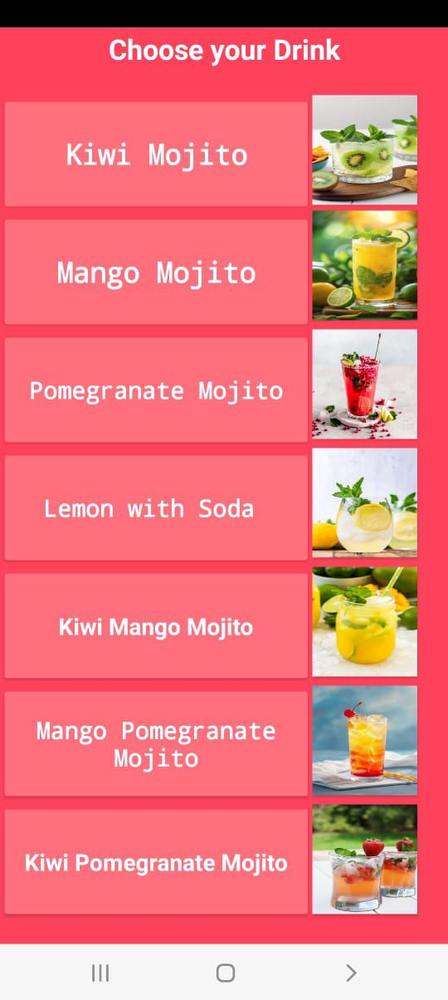 Choose your Drink
Kiwi Mojito
Mango Mojito
Pomegranate Mojito
Lemon with Soda
Kiwi Mango Mojito
Mango Pomegranate
Mojito
Kiwi Pomegranate Mojito